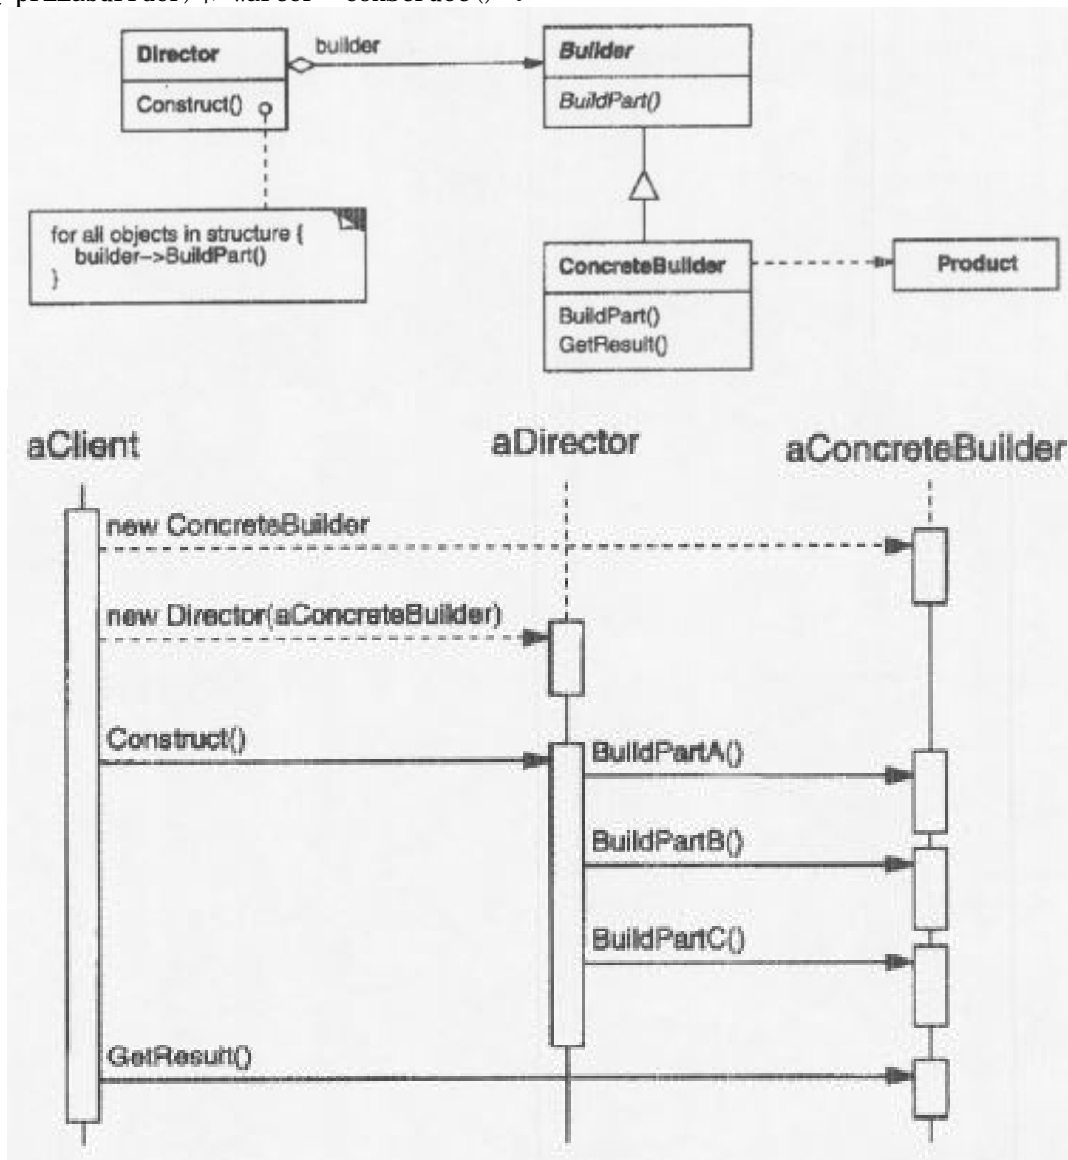 Director
builder
Builder
Construct()
BuildPart()
for all objects in structure {
builder->BuildPart()
}
ConcreteBuilder
Product
BuildPart()
GetResult()
aClient
aDirector
aConcreteBuilder
new ConcreteBuilder
new Director(aConcreteBuilder)
Construct()
BuildPartA()
BuildPartB()
BuildPartC()
GetResult()